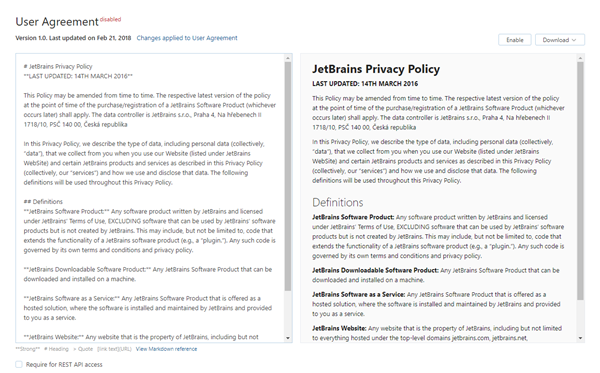 User Agreement disabled
Version 1.0. Last updated on Feb 21, 2018 Changes applied to User Agreement
Enable
Download
# JetBrains Privacy Policy
**LAST UPDATED: 14TH MARCH 2016**
This Policy may be amended from time to time. The respective latest version of the policy
at the point of time of the purchase/registration of a JetBrains Software Product (whichever
occurs later) shall apply. The data controller is JetBrains s.r.o., Praha 4, Na Hřebenech II
1718/10, PSČ 140 00, Česká republika
In this Privacy Policy, we describe the type of data, including personal data (collectively,
"data"), that we collect from you when you use our Website (listed under JetBrains
WebSite) and certain JetBrains products and services as described in this Privacy Policy
(collectively, our "services") and how we use and disclose that data. The following
definitions will be used throughout this Privacy Policy.
## Definitions
**JetBrains Software Product:** Any software product written by JetBrains and licensed
under JetBrains' Terms of Use, EXCLUDING software that can be used by JetBrains' software
products but is not created by JetBrains. This may include, but not be limited to, code that
extends the functionality of a JetBrains software product (e.g., a "plugin."). Any such code is
governed by its own terms and conditions and privacy policy.
**JetBrains Downloadable Software Product:** Any JetBrains Software Product that can be
downloaded and installed on a machine.
**JetBrains Software as a Service:** Any JetBrains Software Product that is offered as a
hosted solution, where the software is installed and maintained by JetBrains and provided
to you as a service.
**JetBrains Website:** Any website that is the property of JetBrains, including but not
**Strong** # Heading > Quote [link text](URL) View Markdown reference
Require for REST API access
JetBrains Privacy Policy
LAST UPDATED: 14TH MARCH 2016
This Policy may be amended from time to time. The respective latest version of the policy
at the point of time of the purchase/registration of a JetBrains Software Product (whichever
occurs later) shall apply. The data controller is JetBrains s.r.o., Praha 4, Na Hřebenech II
1718/10, PSČ 140 00, Česká republika
In this Privacy Policy, we describe the type of data, including personal data (collectively,
"data"), that we collect from you when you use our Website (listed under JetBrains
WebSite) and certain JetBrains products and services as described in this Privacy Policy
(collectively, our "services") and how we use and disclose that data. The following
definitions will be used throughout this Privacy Policy.
Definitions
JetBrains Software Product: Any software product written by JetBrains and licensed
under JetBrains' Terms of Use, EXCLUDING software that can be used by JetBrains' software
products but is not created by JetBrains. This may include, but not be limited to, code that
extends the functionality of a JetBrains software product (e.g., a "plugin."). Any such code is
governed by its own terms and conditions and privacy policy.
JetBrains Downloadable Software Product: Any JetBrains Software Product that can be
downloaded and installed on a machine.
JetBrains Software as a Service: Any JetBrains Software Product that is offered as a
hosted solution, where the software is installed and maintained by JetBrains and provided
to you as a service.
JetBrains Website: Any website that is the property of JetBrains, including but not limited
to everything hosted under the top-level domains jetbrains.com, jetbrains.net,